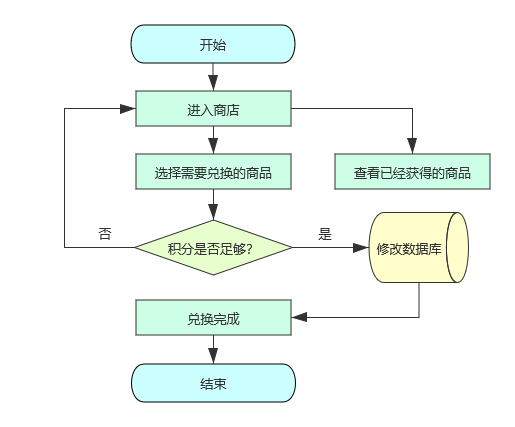 开始
进入商店
选择需要兑换的商品
查看已经获得的商品
否
积分是否足够?
是
修改数据库
兑换完成
结束